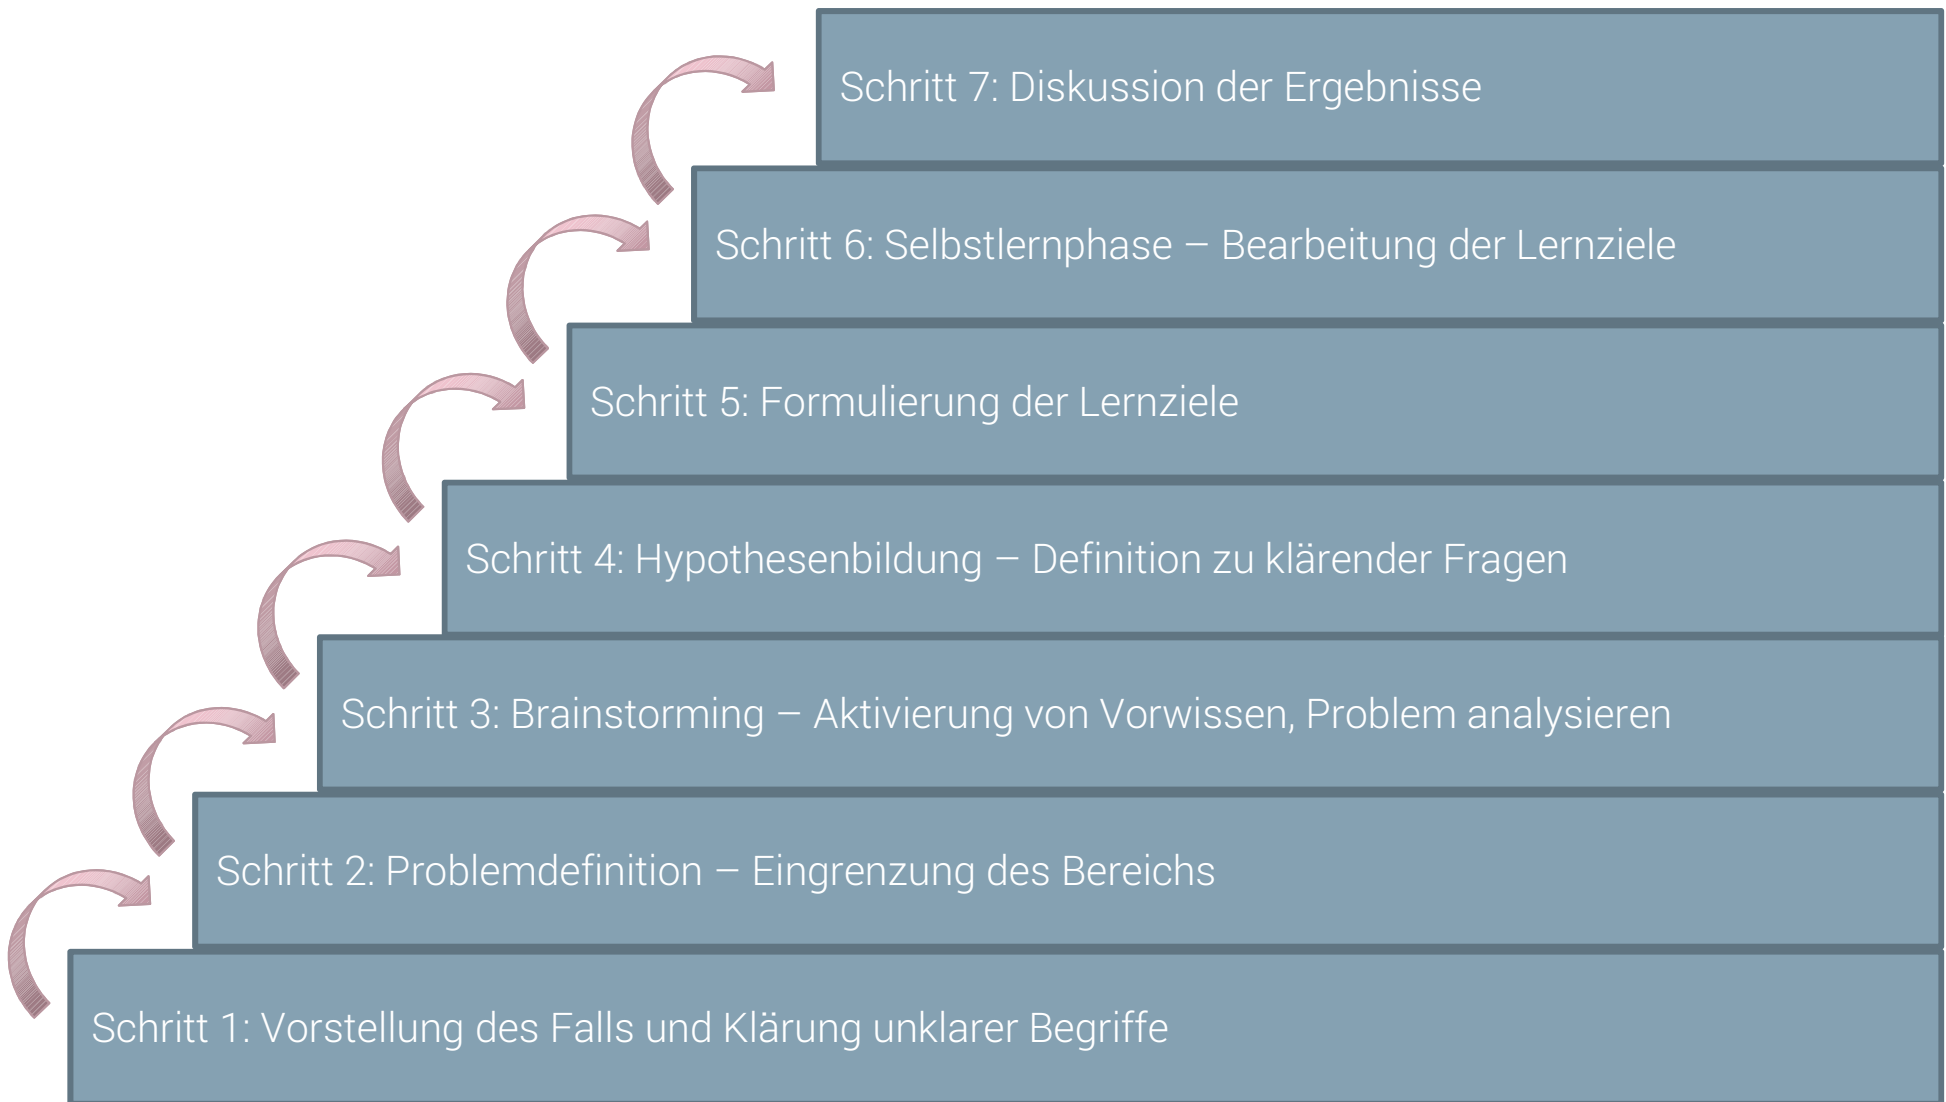 Schritt 7: Diskussion der Ergebnisse
Schritt 6: Selbstlernphase – Bearbeitung der Lernziele
Schritt 5: Formulierung der Lernziele
Schritt 4: Hypothesenbildung – Definition zu klärender Fragen
Schritt 3: Brainstorming – Aktivierung von Vorwissen, Problem analysieren
Schritt 2: Problemdefinition – Eingrenzung des Bereichs
Schritt 1: Vorstellung des Falls und Klärung unklarer Begriffe